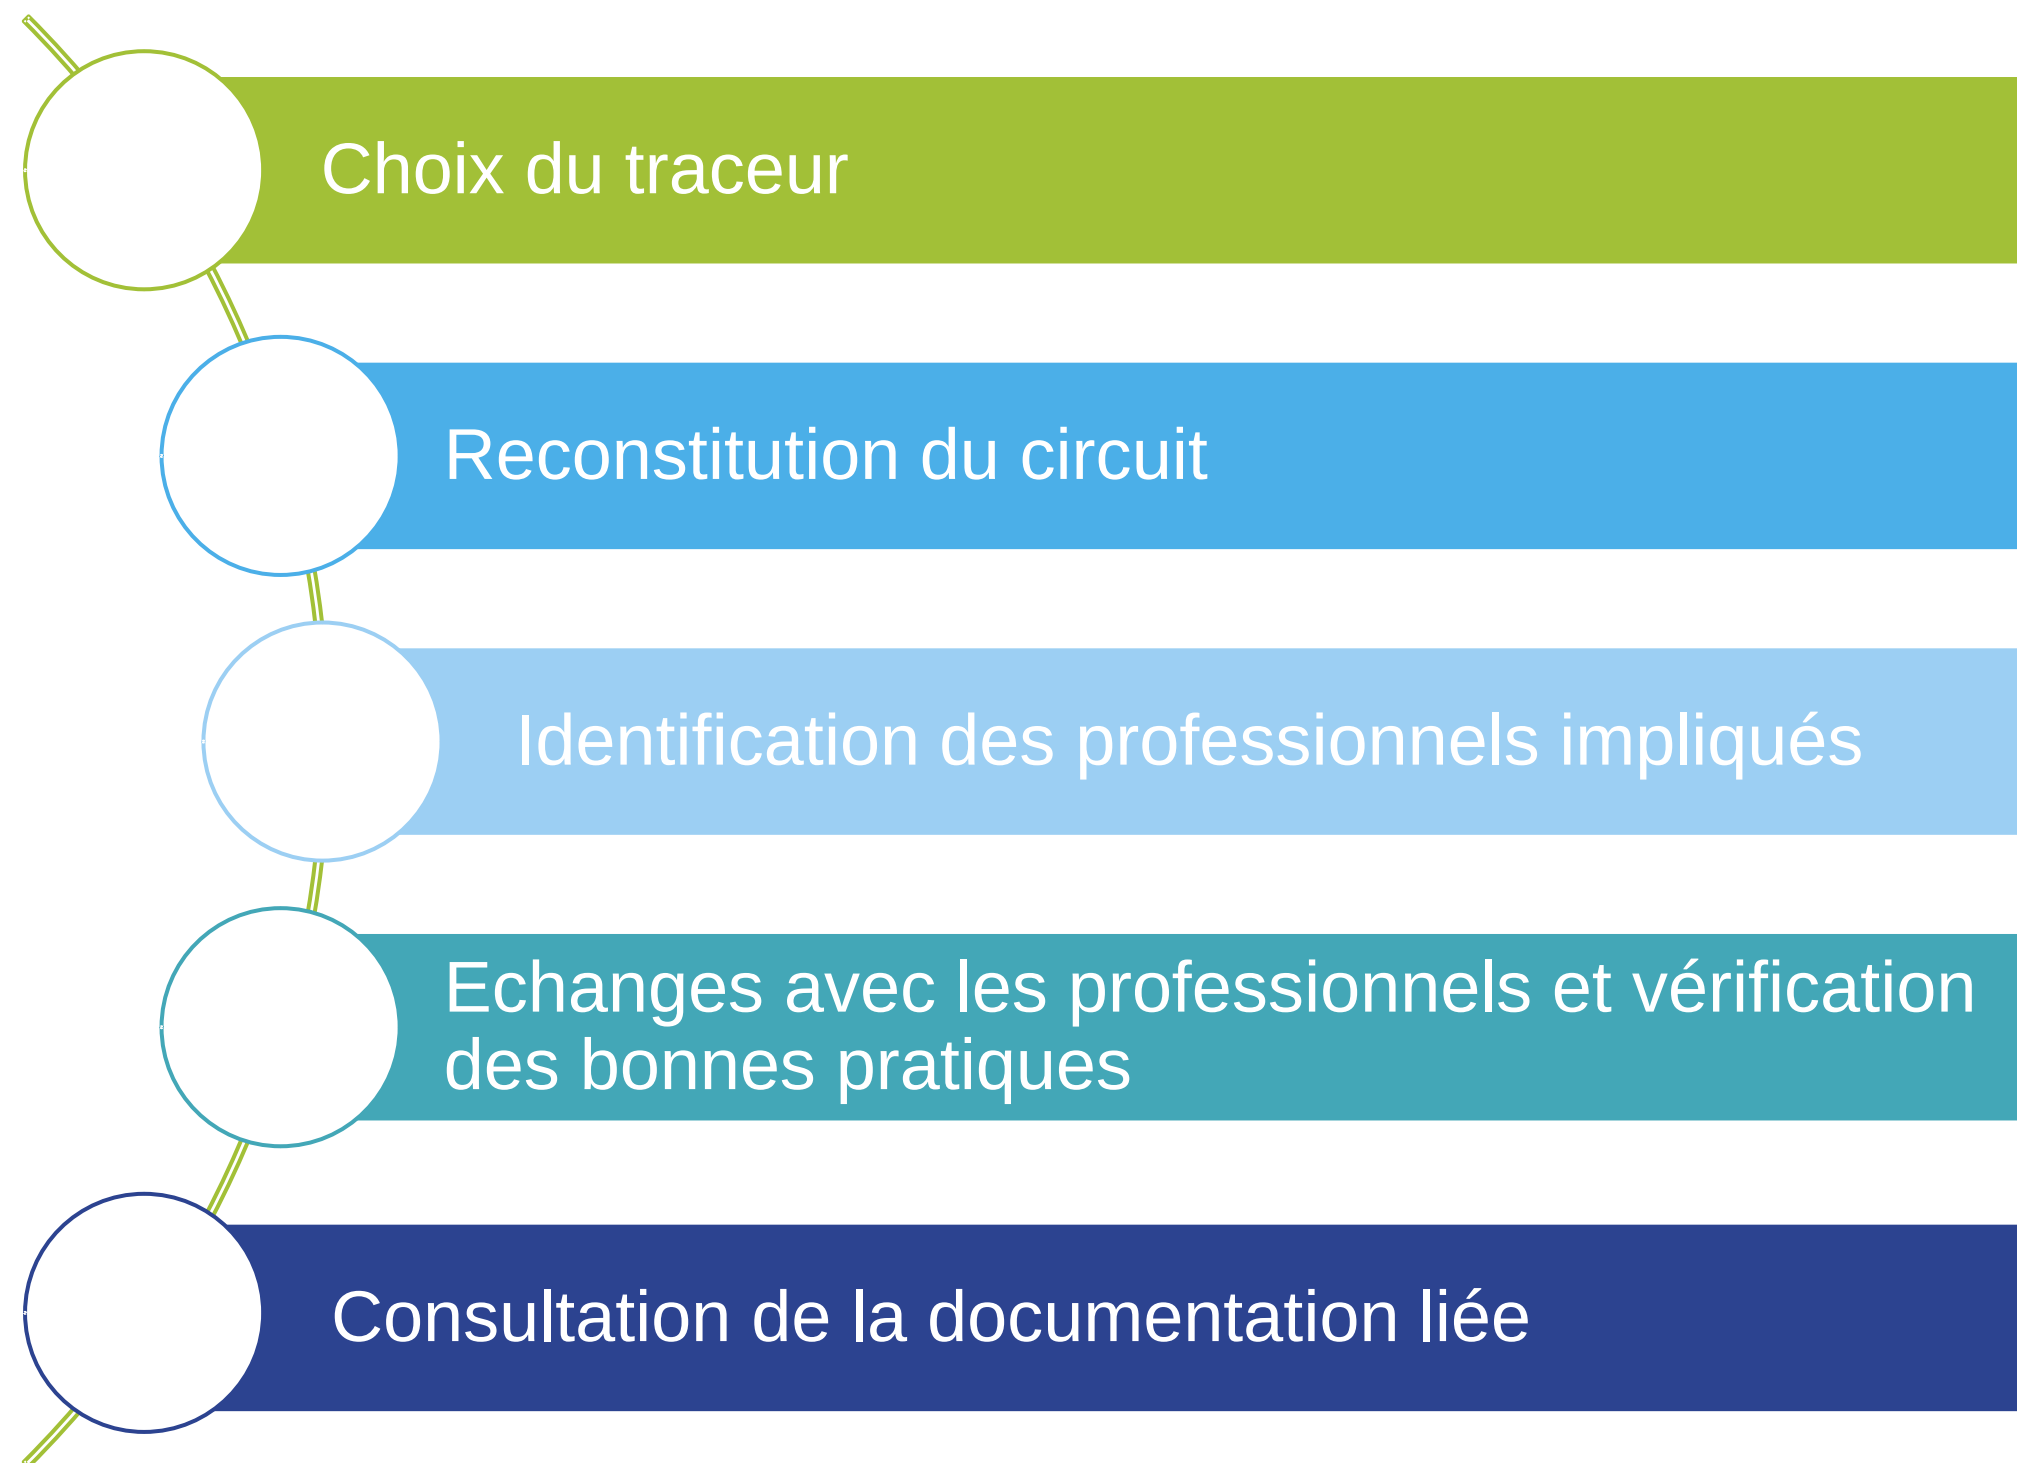 Choix du traceur
Reconstitution du circuit
Identification des professionnels impliqués
Echanges avec les professionnels et vérification
des bonnes pratiques
Consultation de la documentation liée